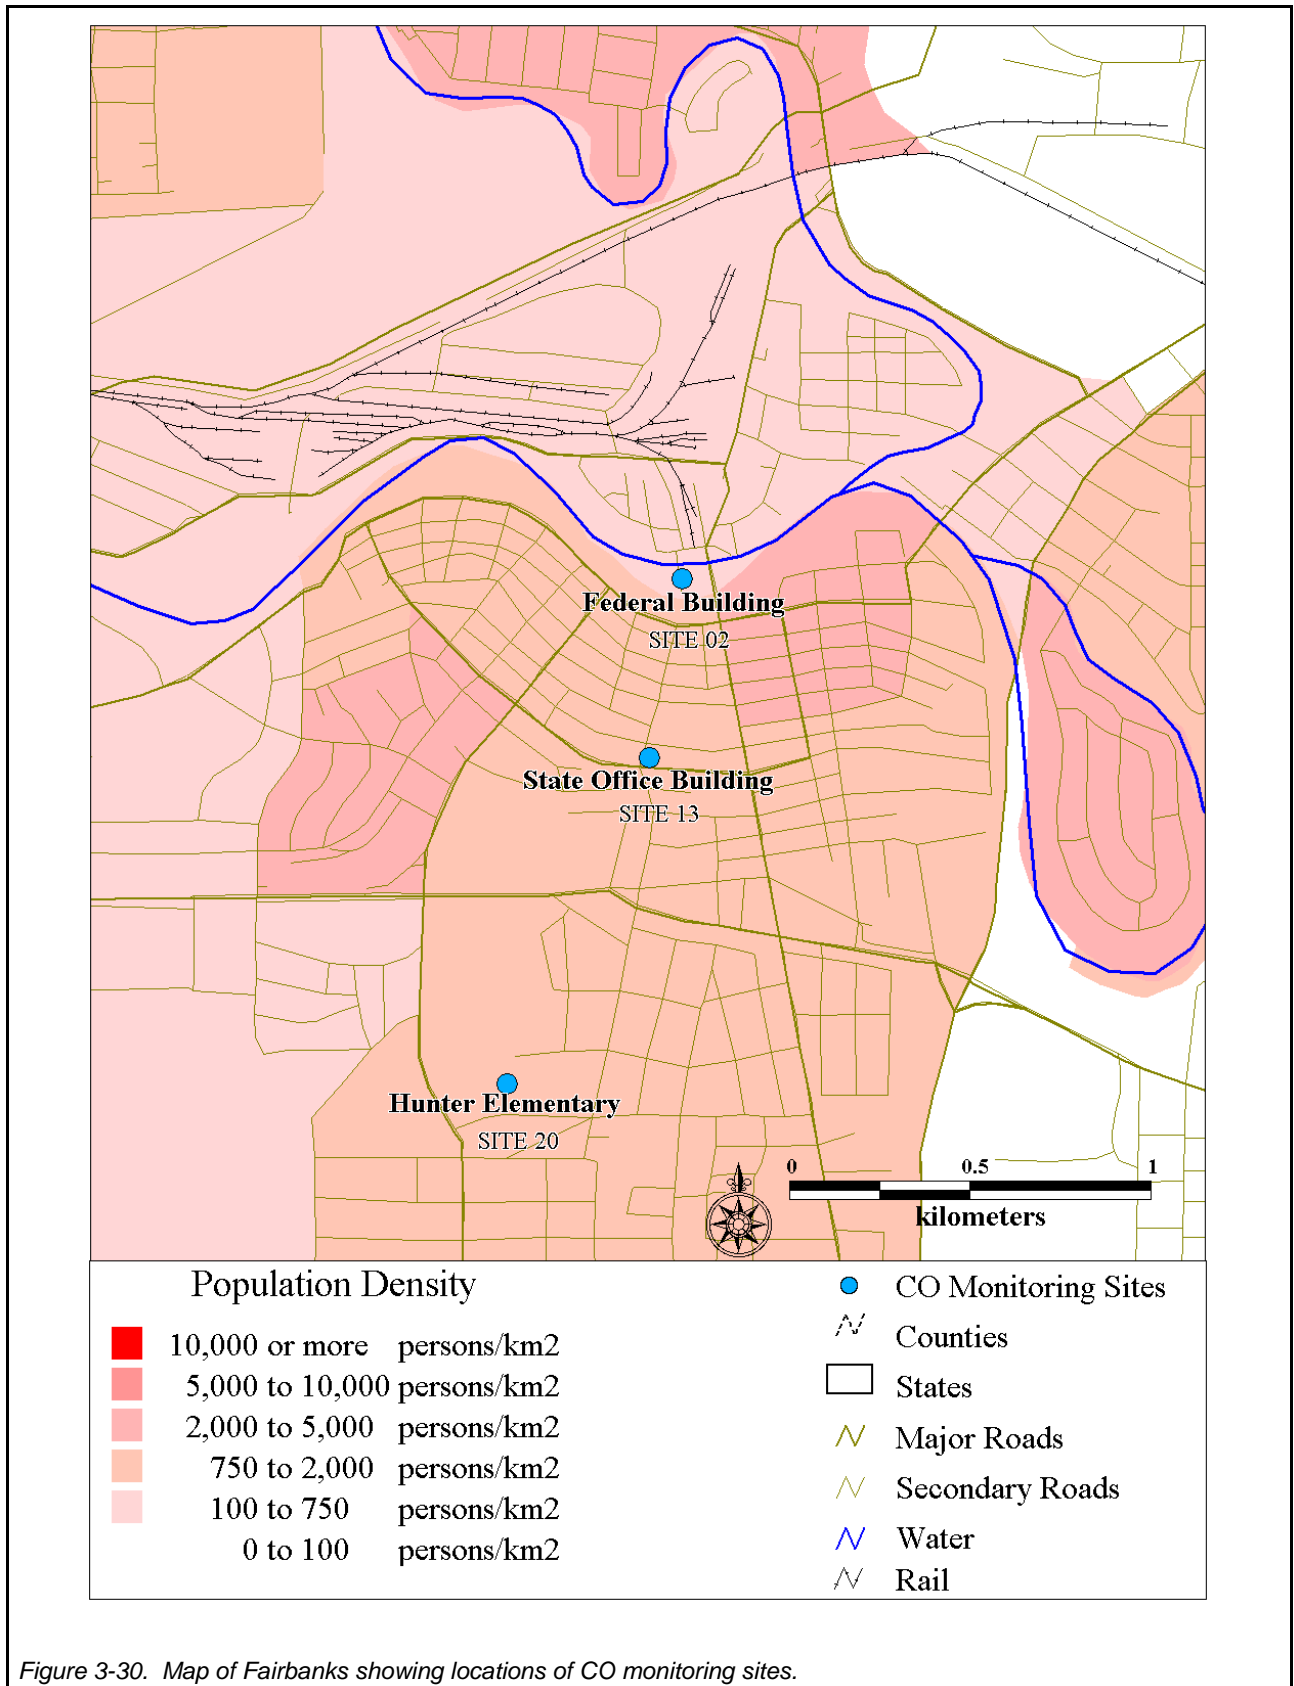 Federal Building
SITE 02
State Office Building
SITE 13
Hunter Elementary
SITE 20
0 0.5 1
kilometers
Population Density
10,000 or more persons/km2
5,000 to 10,000 persons/km2
2,000 to 5,000 persons/km2
750 to 2,000 persons/km2
100 to 750 persons/km2
0 to 100 persons/km2
CO Monitoring Sites
Counties
States
Major Roads
Secondary Roads
Water
Rail
Figure 3-30. Map of Fairbanks showing locations of CO monitoring sites.